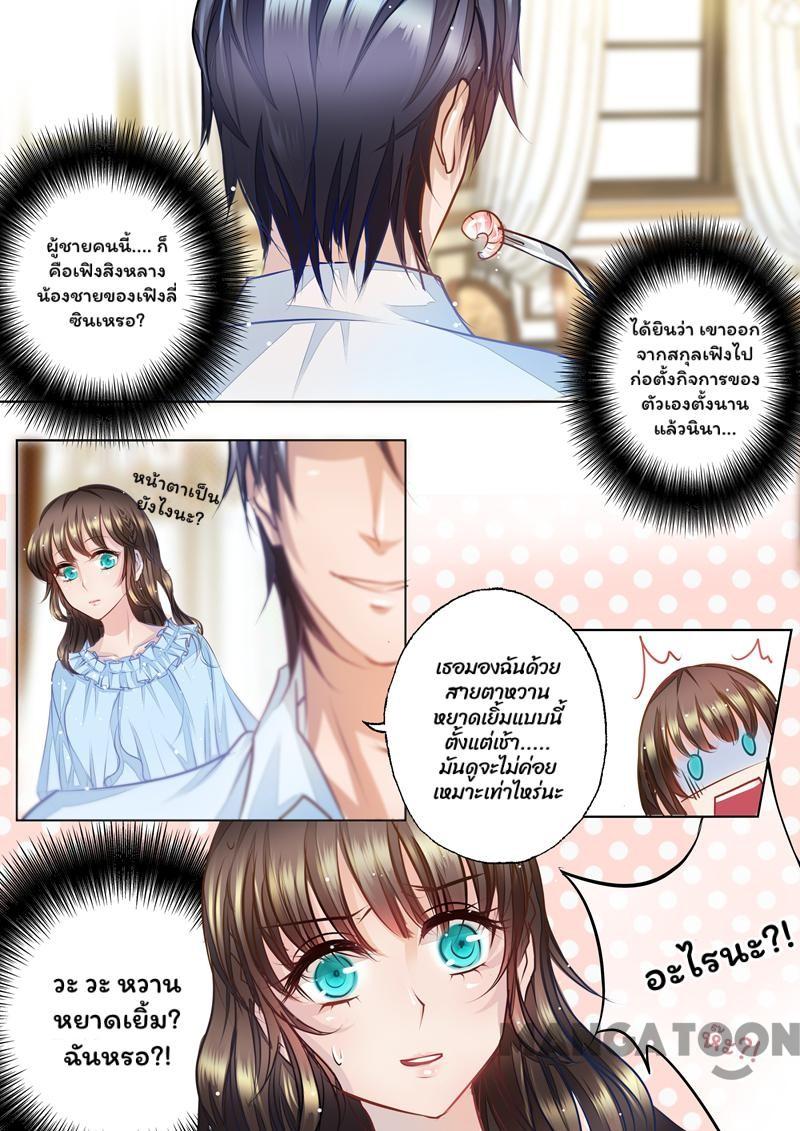 ผู้ชายคนนี้.... ก็
คือเฟิงสิงหลาง
น้องชายของเฟิงลี่
ซินเหรอ?
ได้ยินว่า เขาออก
จากสกุลเฟิงไป
ก่อตั้งกิจการของ
ตัวเองตั้งนาน
แล้วนินา...
หน้าตาเป็น
ยังไงนะ?
เธอมองฉันด้วย
สายตาหวาน
หยาดเยิ้มแบบนี้
ตั้งแต่เช้า.....
มันดูจะไม่ค่อย
เหมาะเท่าไหร่นะ
อะไรนะ?!
วะ วะ หวาน
หยาดเยิ้ม?
ฉันหรอ?!
MANGATOON